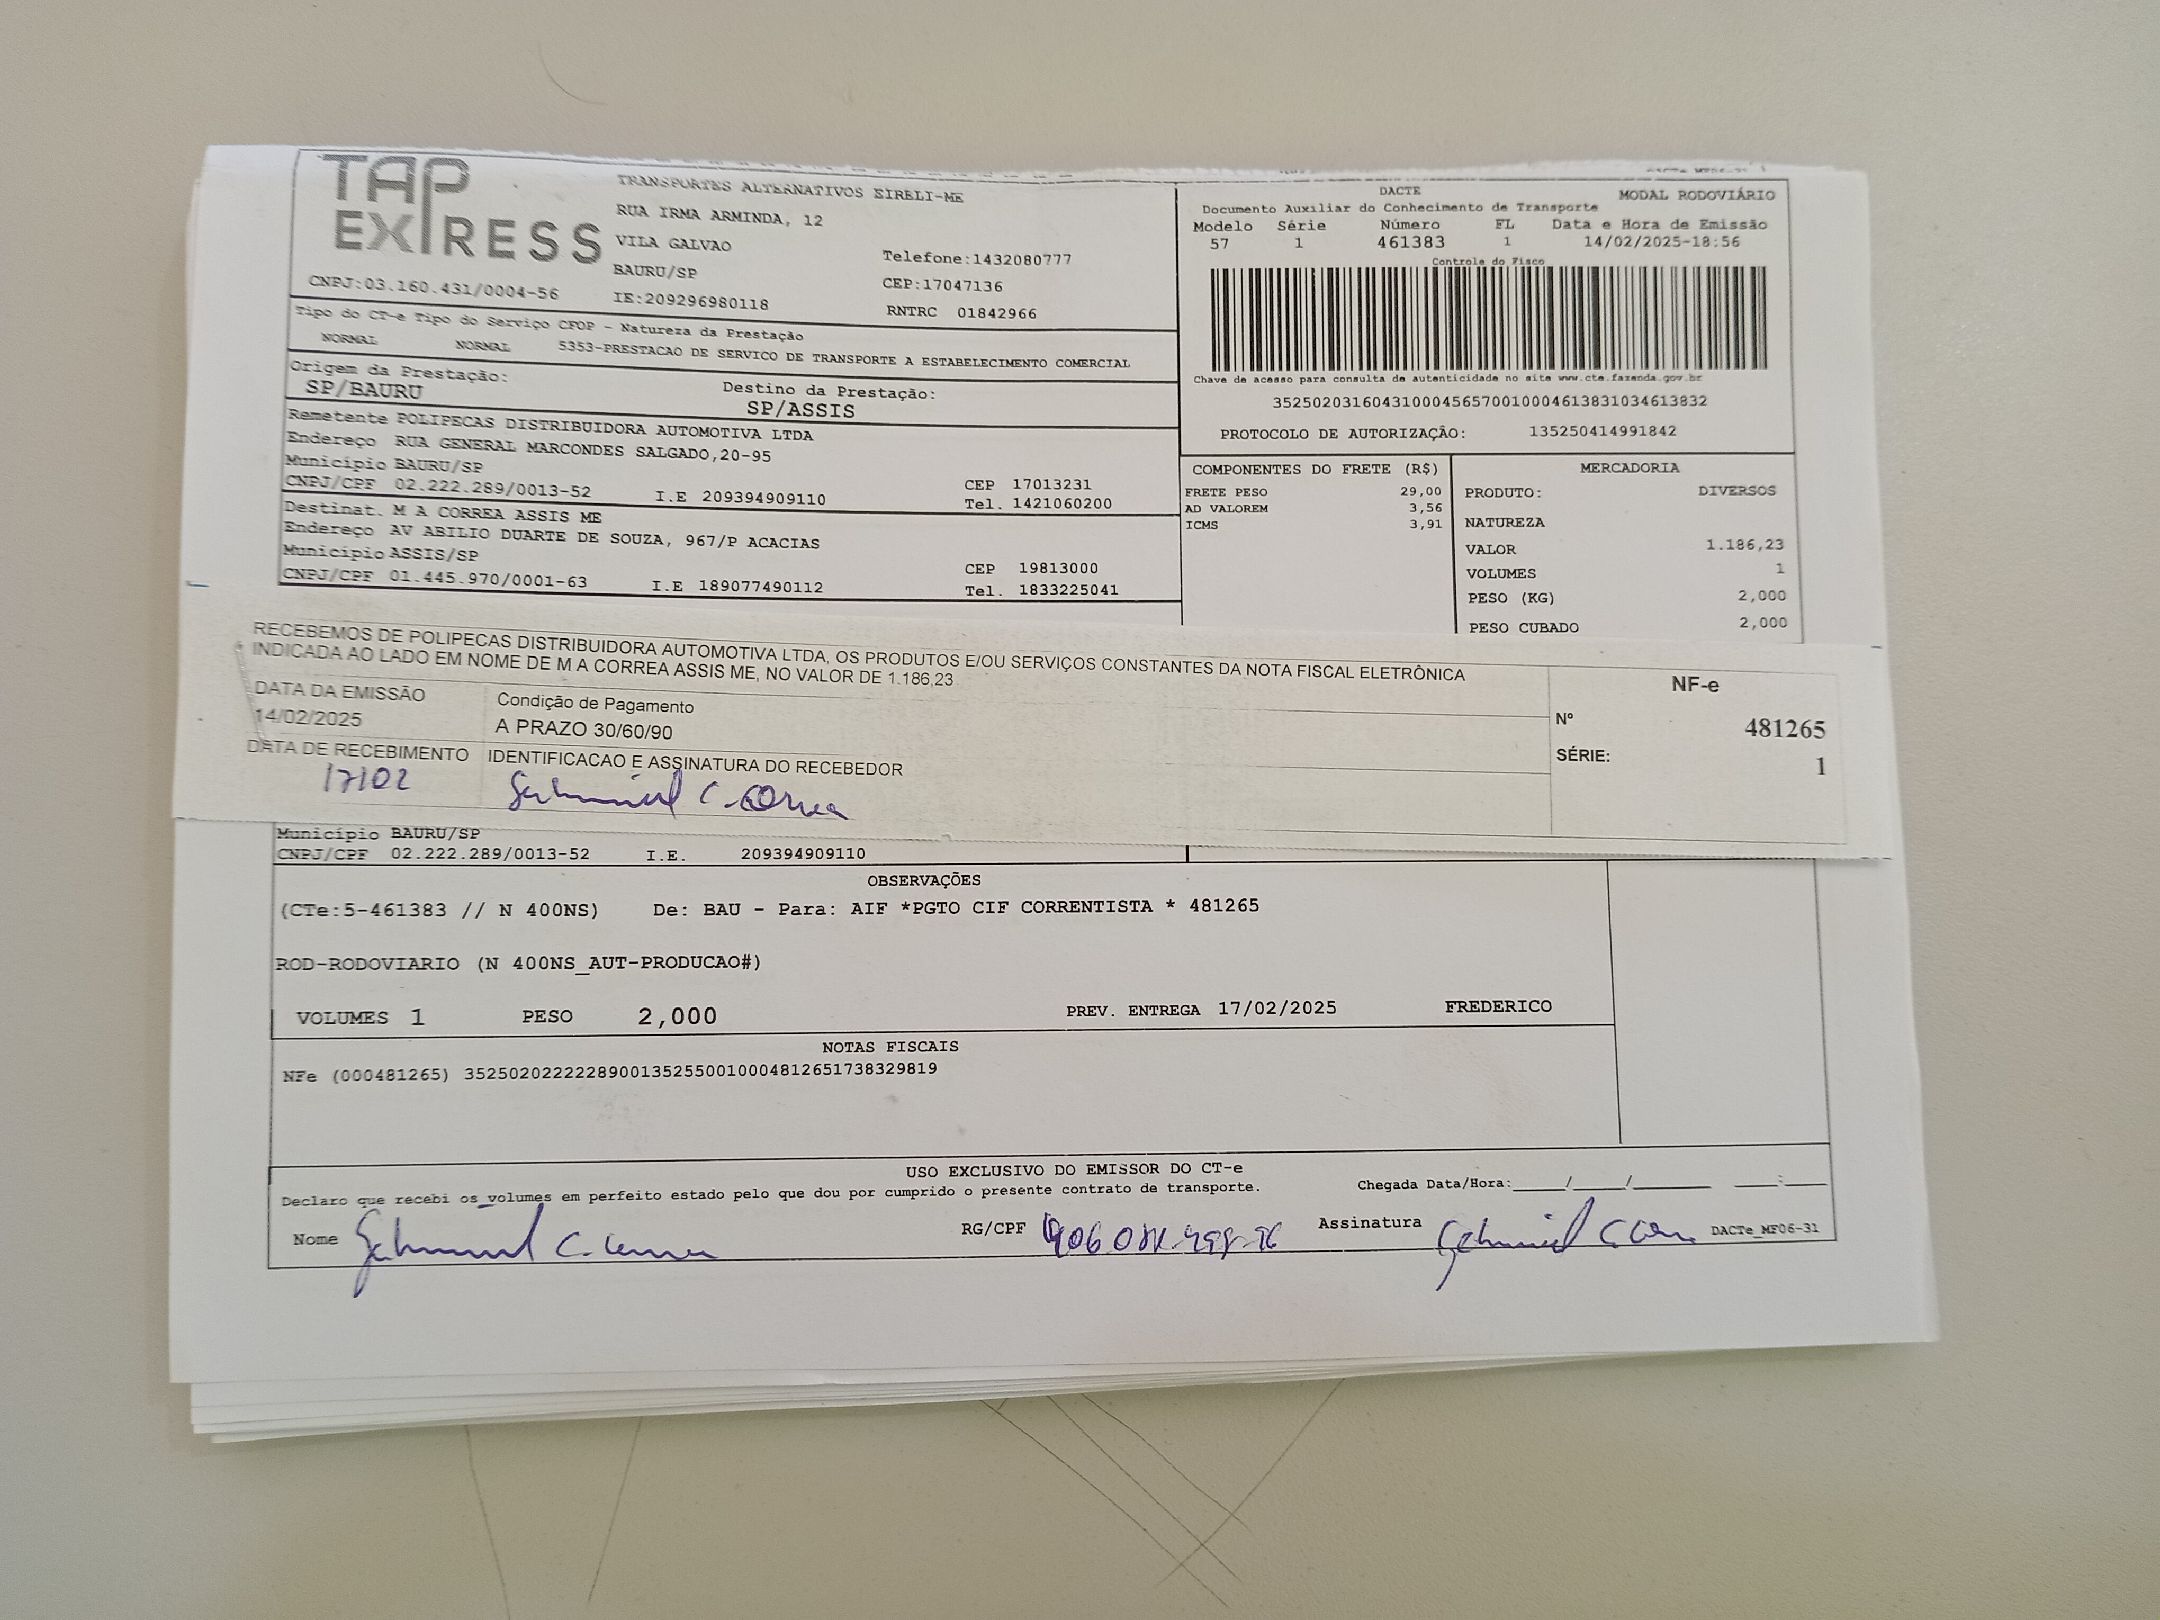 TAP EXPRESS
TRANSPORTES ALTERNATIVOS EIRELI-ME
RUA IRMA ARMINDA, 12
VILA GALVAO
BAURU/SP
IE:209296980118
Telefone:1432080777
CEP:17047136
RNTRC 01842966
CNPJ:03.160.431/0004-56
DACTE
MODAL RODOVIÁRIO
Documento Auxiliar do Conhecimento de Transporte
Modelo Série Número FL Data e Hora de Emissão
57 1 461383 1 14/02/2025-18:56
Controle do Fisco
Chave de acesso para consulta de autenticidade no site www.cte.fazenda.gov.br
35250203160431000456570010004613831034613832
PROTOCOLO DE AUTORIZAÇÃO: 135250414991842
Tipo do CT-e Tipo do Serviço CFOP - Natureza da Prestação
NORMAL NORMAL 5353-PRESTACAO DE SERVICO DE TRANSPORTE A ESTABELECIMENTO COMERCIAL
Origem da Prestação: Destino da Prestação:
SP/BAURU SP/ASSIS
Remetente POLIPECAS DISTRIBUIDORA AUTOMOTIVA LTDA
Endereço RUA GENERAL MARCONDES SALGADO,20-95
Município BAURU/SP CEP 17013231
CNPJ/CPF 02.222.289/0013-52 I.E 209394909110 Tel. 1421060200
Destinat. M A CORREA ASSIS ME
Endereço AV ABILIO DUARTE DE SOUZA, 967/P ACACIAS
Município ASSIS/SP CEP 19813000
CNPJ/CPF 01.445.970/0001-63 I.E 189077490112 Tel. 1833225041
COMPONENTES DO FRETE (R$)
FRETE PESO 29,00
AD VALOREM 3,56
ICMS 3,91
MERCADORIA
PRODUTO: DIVERSOS
NATUREZA
VALOR 1.186,23
VOLUMES 1
PESO (KG) 2,000
PESO CUBADO 2,000
RECEBEMOS DE POLIPECAS DISTRIBUIDORA AUTOMOTIVA LTDA, OS PRODUTOS E/OU SERVIÇOS CONSTANTES DA NOTA FISCAL ELETRÔNICA
INDICADA AO LADO EM NOME DE M A CORREA ASSIS ME, NO VALOR DE 1.186,23
DATA DA EMISSÃO Condição de Pagamento
14/02/2025 A PRAZO 30/60/90
DATA DE RECEBIMENTO IDENTIFICACAO E ASSINATURA DO RECEBEDOR
17/02
NF-e
Nº 481265
SÉRIE: 1
Município BAURU/SP
CNPJ/CPF 02.222.289/0013-52 I.E. 209394909110
OBSERVAÇÕES
(CTe:5-461383 // N 400NS) De: BAU - Para: AIF *PGTO CIF CORRENTISTA * 481265
ROD-RODOVIARIO (N 400NS_AUT-PRODUCAO#)
VOLUMES 1 PESO 2,000 PREV. ENTREGA 17/02/2025 FREDERICO
NOTAS FISCAIS
NFe (000481265) 35250202222289001352550010004812651738329819
USO EXCLUSIVO DO EMISSOR DO CT-e
Declaro que recebi os volumes em perfeito estado pelo que dou por cumprido o presente contrato de transporte. Chegada Data/Hora:____/____/______ ___:___
Nome RG/CPF Assinatura DACTe_MF06-31